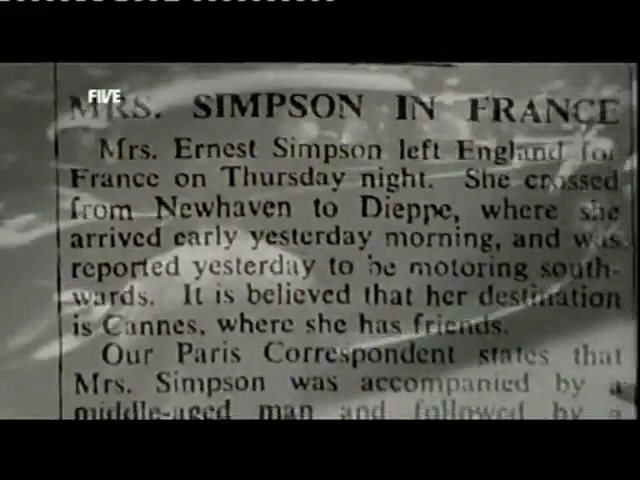 FIVE
MRS. SIMPSON IN FRANCE
Mrs. Ernest Simpson left England for
France on Thursday night. She crossed
from Newhaven to Dieppe, where she
arrived early yesterday morning, and was
reported yesterday to be motoring south-
wards. It is believed that her destination
is Cannes, where she has friends.
Our Paris Correspondent states that
Mrs. Simpson was accompanied by a
middle-aged man and followed by a